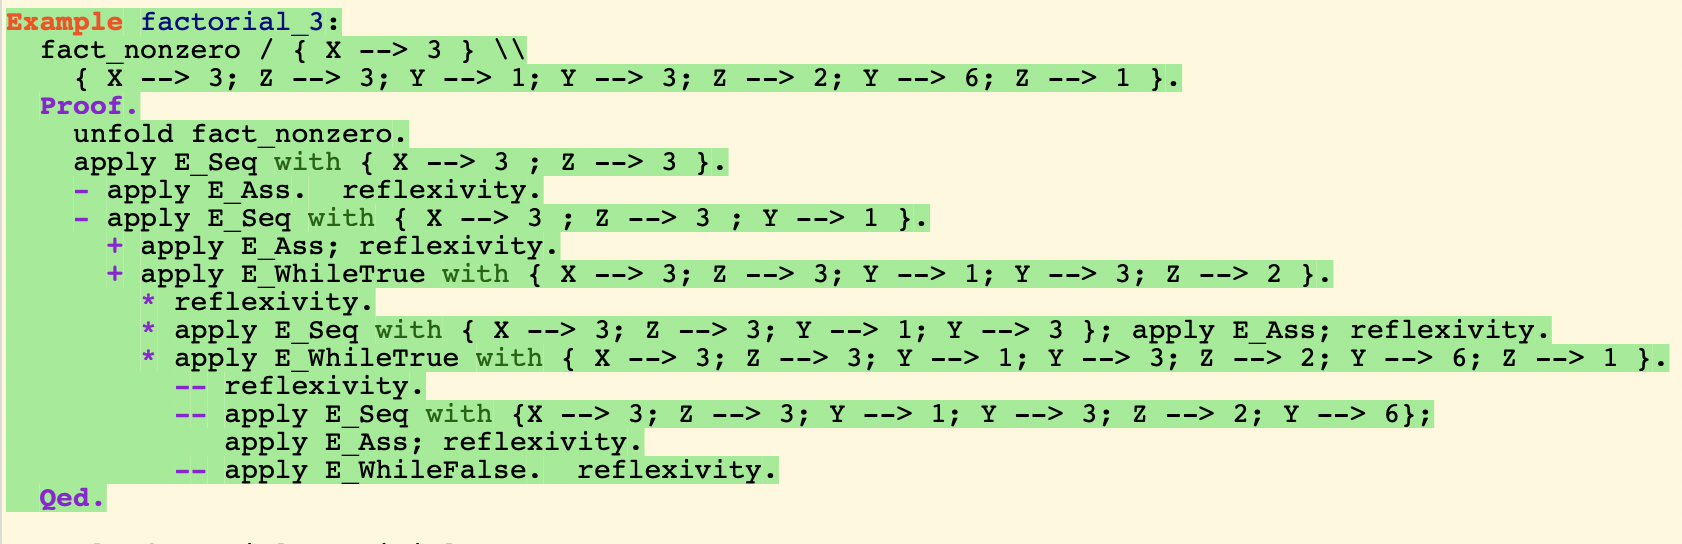 Example factorial_3:
fact_nonzero / { X --> 3 } \\
{ X --> 3; Z --> 3; Y --> 1; Y --> 3; Z --> 2; Y --> 6; Z --> 1 }.
Proof.
unfold fact_nonzero.
apply E_Seq with { X --> 3 ; Z --> 3 }.
- apply E_Ass.  reflexivity.
- apply E_Seq with { X --> 3 ; Z --> 3 ; Y --> 1 }.
+ apply E_Ass; reflexivity.
+ apply E_WhileTrue with { X --> 3; Z --> 3; Y --> 1; Y --> 3; Z --> 2 }.
* reflexivity.
* apply E_Seq with { X --> 3; Z --> 3; Y --> 1; Y --> 3 }; apply E_Ass; reflexivity.
* apply E_WhileTrue with { X --> 3; Z --> 3; Y --> 1; Y --> 3; Z --> 2; Y --> 6; Z --> 1 }.
-- reflexivity.
-- apply E_Seq with {X --> 3; Z --> 3; Y --> 1; Y --> 3; Z --> 2; Y --> 6};
apply E_Ass; reflexivity.
-- apply E_WhileFalse.  reflexivity.
Qed.